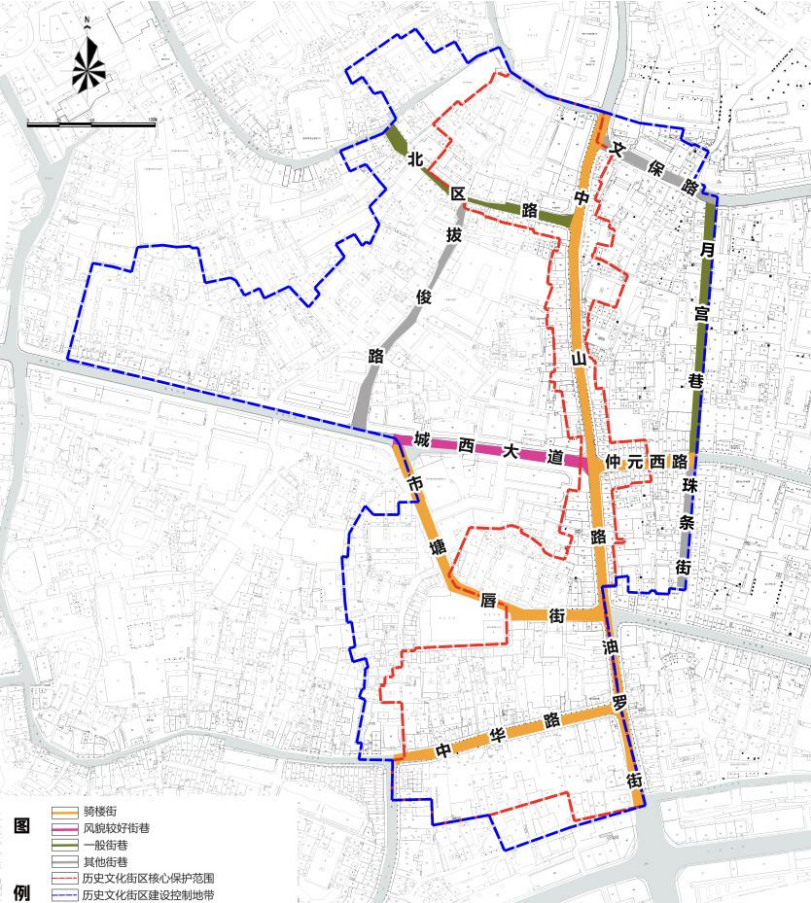 N
北区路
文保路
中山路
拔俊路
月宫巷
城西大道
仲元西路
市塘唇街
珠条街
油罗街
中华路
图例
骑楼街
风貌较好街巷
一般街巷
其他街巷
历史文化街区核心保护范围
历史文化街区建设控制地带